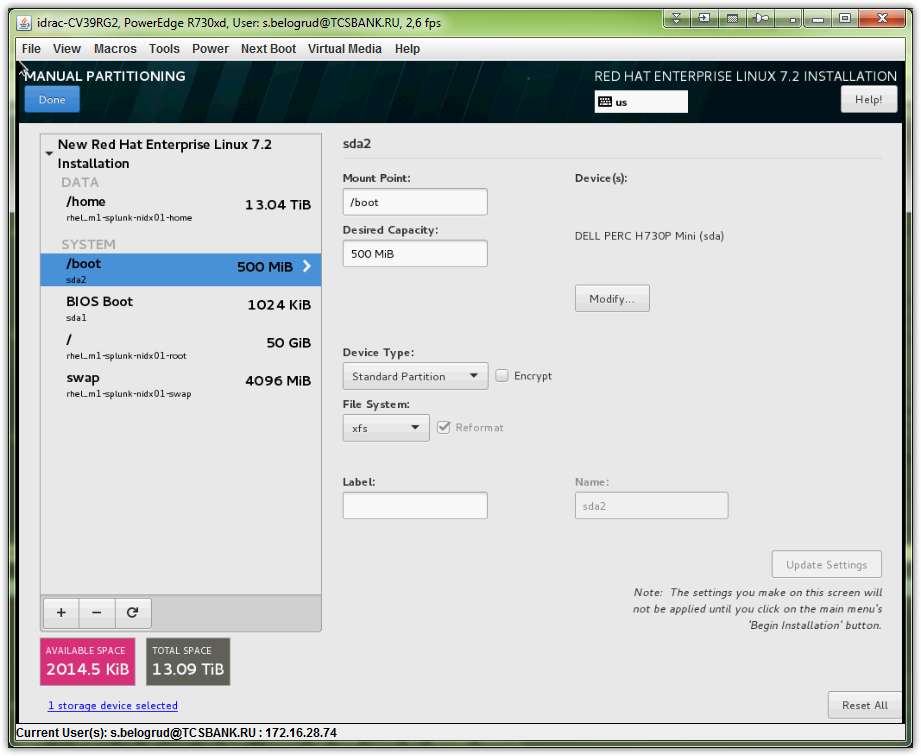 idrac-CV39RG2, PowerEdge R730xd, User: s.belogrud@TCSBANK.RU, 2,6 fps
File View Macros Tools Power Next Boot Virtual Media Help
MANUAL PARTITIONING
RED HAT ENTERPRISE LINUX 7.2 INSTALLATION
Done
us
Help!
New Red Hat Enterprise Linux 7.2
Installation
DATA
/home
13.04 TiB
rhel_m1-splunk-nidx01-home
SYSTEM
/boot
500 MiB
sda2
BIOS Boot
1024 KiB
sda1
/
50 GiB
rhel_m1-splunk-nidx01-root
swap
4096 MiB
rhel_m1-splunk-nidx01-swap
+ −
AVAILABLE SPACE
2014.5 KiB
TOTAL SPACE
13.09 TiB
1 storage device selected
sda2
Mount Point:
/boot
Device(s):
Desired Capacity:
500 MiB
DELL PERC H730P Mini (sda)
Modify...
Device Type:
Standard Partition
Encrypt
File System:
xfs
Reformat
Label:
Name:
sda2
Update Settings
Note: The settings you make on this screen will
not be applied until you click on the main menu's
'Begin Installation' button.
Reset All
Current User(s): s.belogrud@TCSBANK.RU : 172.16.28.74